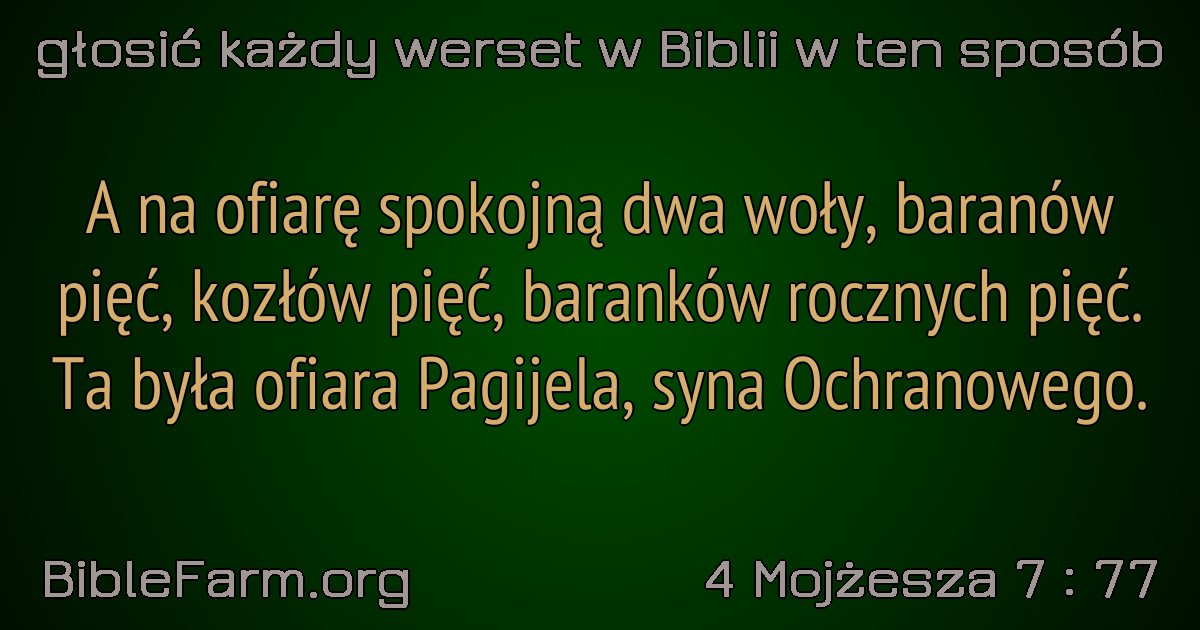 głosić każdy werset w Biblii w ten sposób
A na ofiarę spokojną dwa woły, baranów
pięć, kozłów pięć, baranków rocznych pięć.
Ta była ofiara Pagijela, syna Ochranowego.
BibleFarm.org
4 Mojżesza 7 : 77